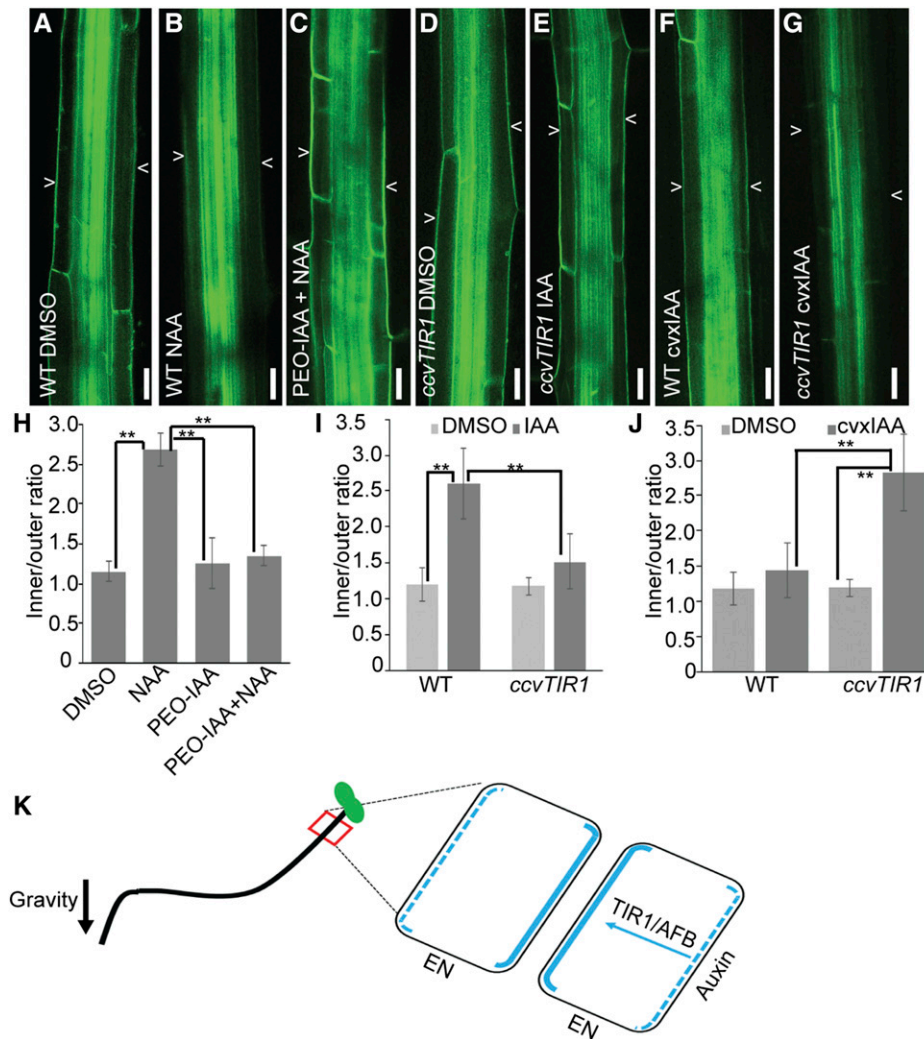 A B C D E F G
WT DMSO
WT NAA
PEO-IAA + NAA
ccvTIR1 DMSO
ccvTIR1 IAA
WT cvxIAA
ccvTIR1 cvxIAA
> < > < > < > < > < > < > <
H
Inner/outer ratio
3.0
2.5
2.0
1.5
1.0
0.5
0
** ** **
DMSO
NAA
PEO-IAA
PEO-IAA+NAA
I
DMSO IAA
Inner/outer ratio
3.5
3.0
2.5
2.0
1.5
1.0
0.5
0
** **
WT ccvTIR1
J
DMSO cvxIAA
Inner/outer ratio
3.5
3.0
2.5
2.0
1.5
1.0
0.5
0
**
**
WT ccvTIR1
K
Gravity
EN
TIR1/AFB
Auxin
EN